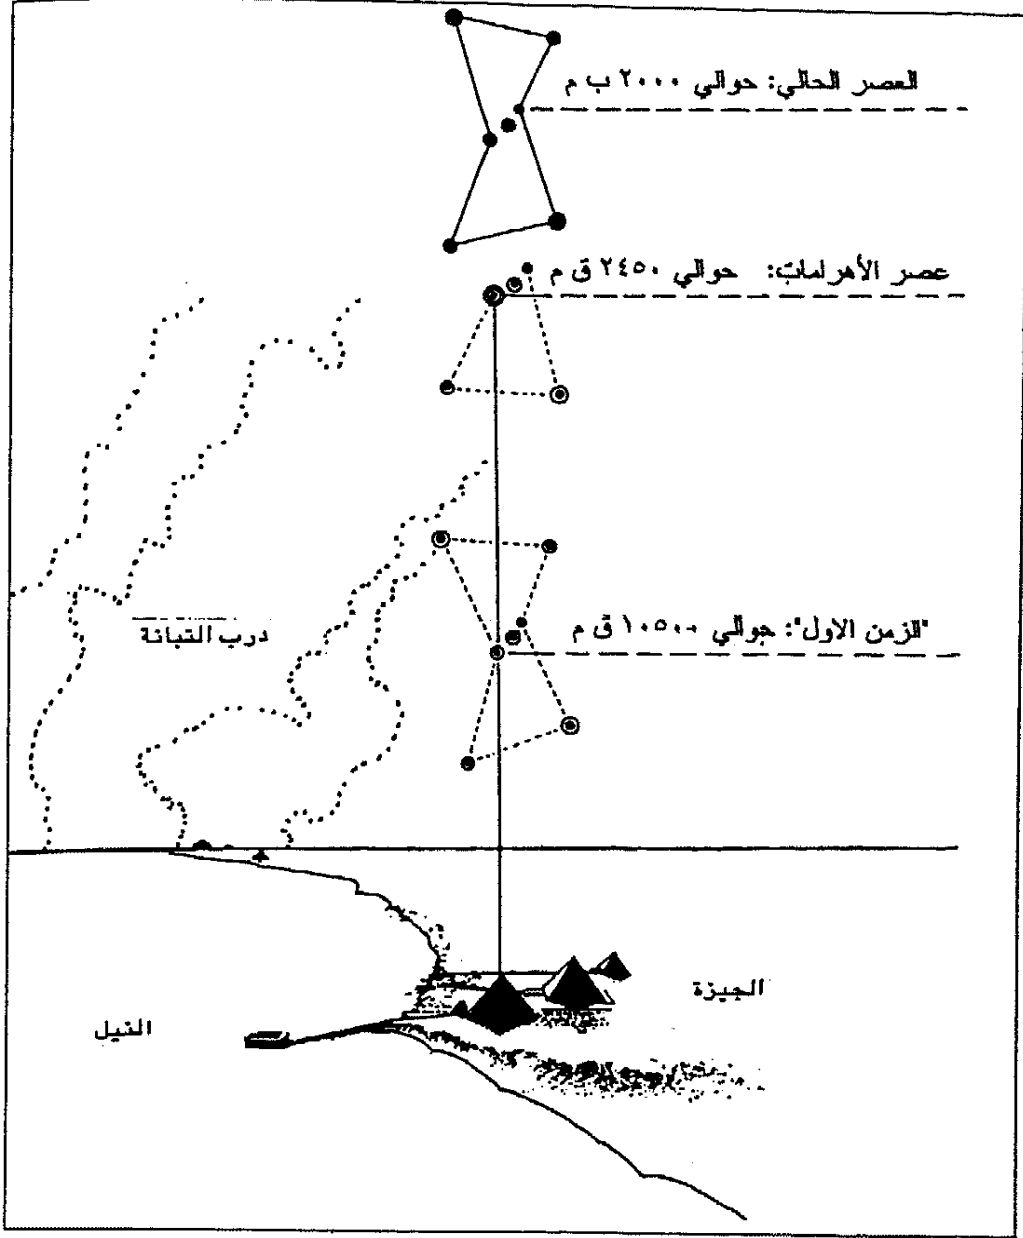 العصر الحالي: حوالي ٢٠٠٠ ب م
عصر الأهرامات: حوالي ٢٤٥٠ ق م
درب التبانة
"الزمن الاول": حوالي ١٠٥٠٠ ق م
الجيزة
النيل